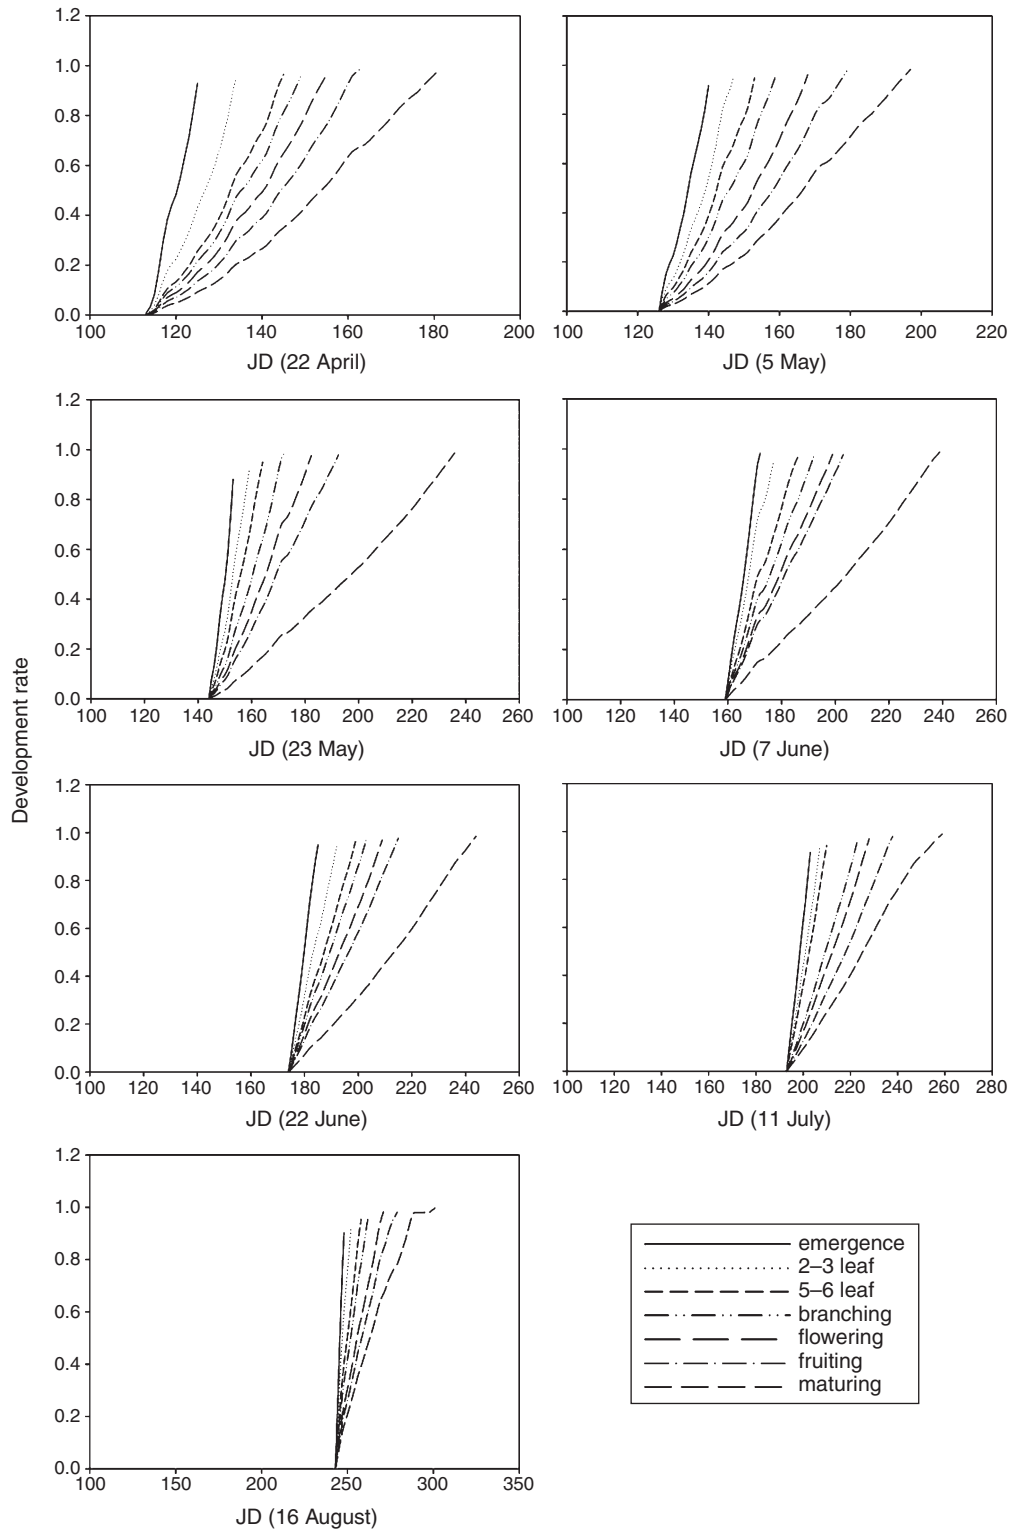 1.2
1.0
0.8
0.6
0.4
0.2
0.0
100 120 140 160 180 200
JD (22 April)
100 120 140 160 180 200 220
JD (5 May)
1.2
1.0
0.8
0.6
0.4
0.2
0.0
100 120 140 160 180 200 220 240 260
JD (23 May)
100 120 140 160 180 200 220 240 260
JD (7 June)
Development rate
1.2
1.0
0.8
0.6
0.4
0.2
0.0
100 120 140 160 180 200 220 240 260
JD (22 June)
100 120 140 160 180 200 220 240 260 280
JD (11 July)
1.2
1.0
0.8
0.6
0.4
0.2
0.0
100 150 200 250 300 350
JD (16 August)
emergence
2–3 leaf
5–6 leaf
branching
flowering
fruiting
maturing